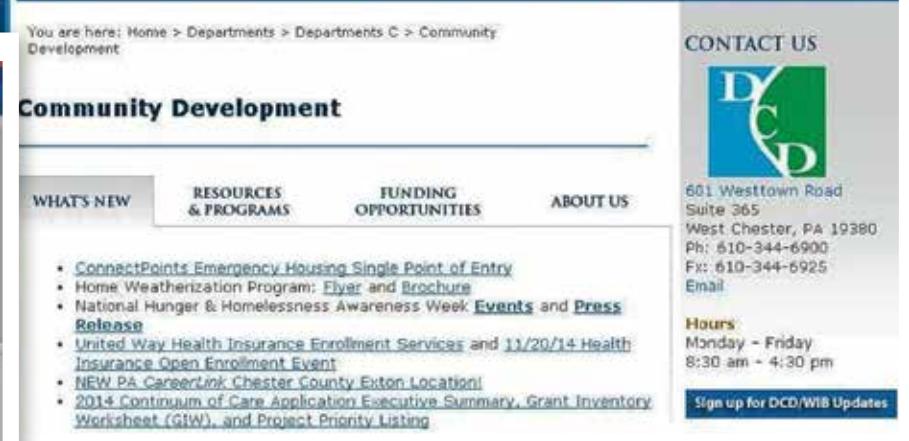 You are here: Home > Departments > Departments C > Community
Development
Community Development
WHAT'S NEW
RESOURCES
& PROGRAMS
FUNDING
OPPORTUNITIES
ABOUT US
• ConnectPoints Emergency Housing Single Point of Entry
• Home Weatherization Program: Flyer and Brochure
• National Hunger & Homelessness Awareness Week Events and Press
Release
• United Way Health Insurance Enrollment Services and 11/20/14 Health
Insurance Open Enrollment Event
• NEW PA CareerLink Chester County Exton Location!
• 2014 Continuum of Care Application Executive Summary, Grant Inventory
Worksheet (GIW), and Project Priority Listing
CONTACT US
DCD
601 Westtown Road
Suite 365
West Chester, PA 19380
Ph: 610-344-6900
Fx: 610-344-6925
Email
Hours
Monday - Friday
8:30 am - 4:30 pm
Sign up for DCD/WIB Updates